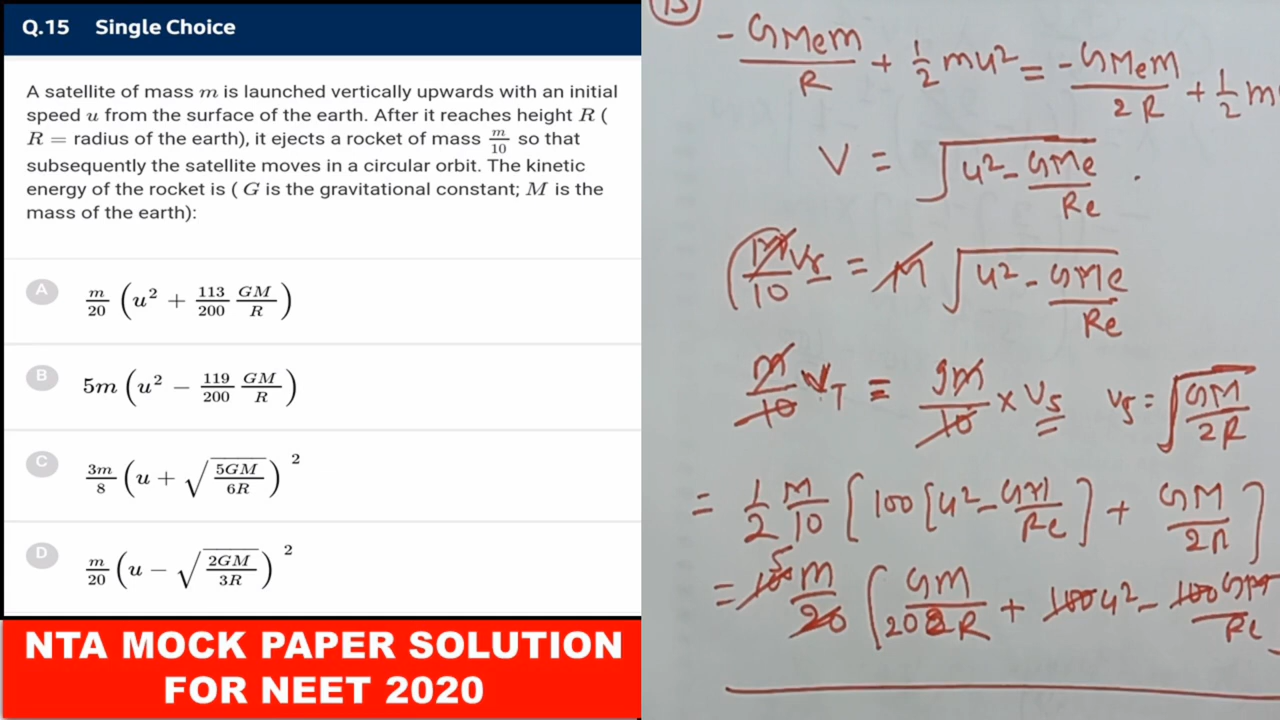 Q.15 Single Choice
A satellite of mass m is launched vertically upwards with an initial
speed u from the surface of the earth. After it reaches height R (
R = radius of the earth), it ejects a rocket of mass m/10 so that
subsequently the satellite moves in a circular orbit. The kinetic
energy of the rocket is ( G is the gravitational constant; M is the
mass of the earth):
A m/20 (u² + 113/200 GM/R)
B 5m (u² − 119/200 GM/R)
C 3m/8 (u + √(5GM/6R))²
D m/20 (u − √(2GM/3R))²
NTA MOCK PAPER SOLUTION
FOR NEET 2020
15
-GMem/R + 1/2 mu² = -GMem/2R + 1/2 m
V = √(u² - GMe/Re) .
(m/10 Vr = M √(u² - GMe/Re)
m/10 VT = 9m/10 × Vs Vs = √(GM/2R)
= 1/2 M/10 [100 [u² - GM/Re] + GM/2R]